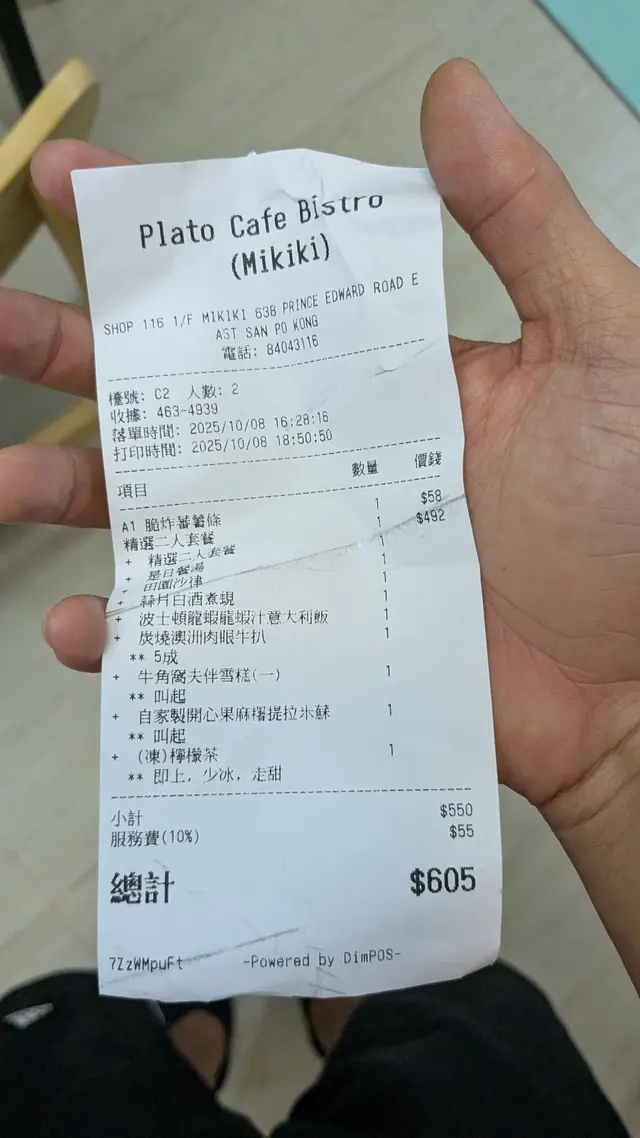 Plato Cafe Bistro
(Mikiki)
SHOP 116 1/F MIKIKI 638 PRINCE EDWARD ROAD E
AST SAN PO KONG
電話: 84043116
檯號: C2 人數: 2
收據: 463-4939
落單時間: 2025/10/08 16:28:16
打印時間: 2025/10/08 18:50:50
項目 數量 價錢
A1 脆炸蕃薯條 1 $58
精選二人套餐 1 $492
+ 精選二人套餐 1
+ 是日餐湯 1
田園沙律 1
+ 蒜片白酒煮蜆 1
+ 波士頓龍蝦龍蝦汁意大利飯 1
+ 炭燒澳洲肉眼牛扒 1
** 5成
+ 牛角窩夫伴雪糕(一) 1
** 叫起
+ 自家製開心果麻糬提拉米蘇 1
** 叫起
+ (凍)檸檬茶 1
** 即上, 少冰, 走甜
小計 $550
服務費(10%) $55
總計 $605
7ZzWMpuFt -Powered by DimPOS-